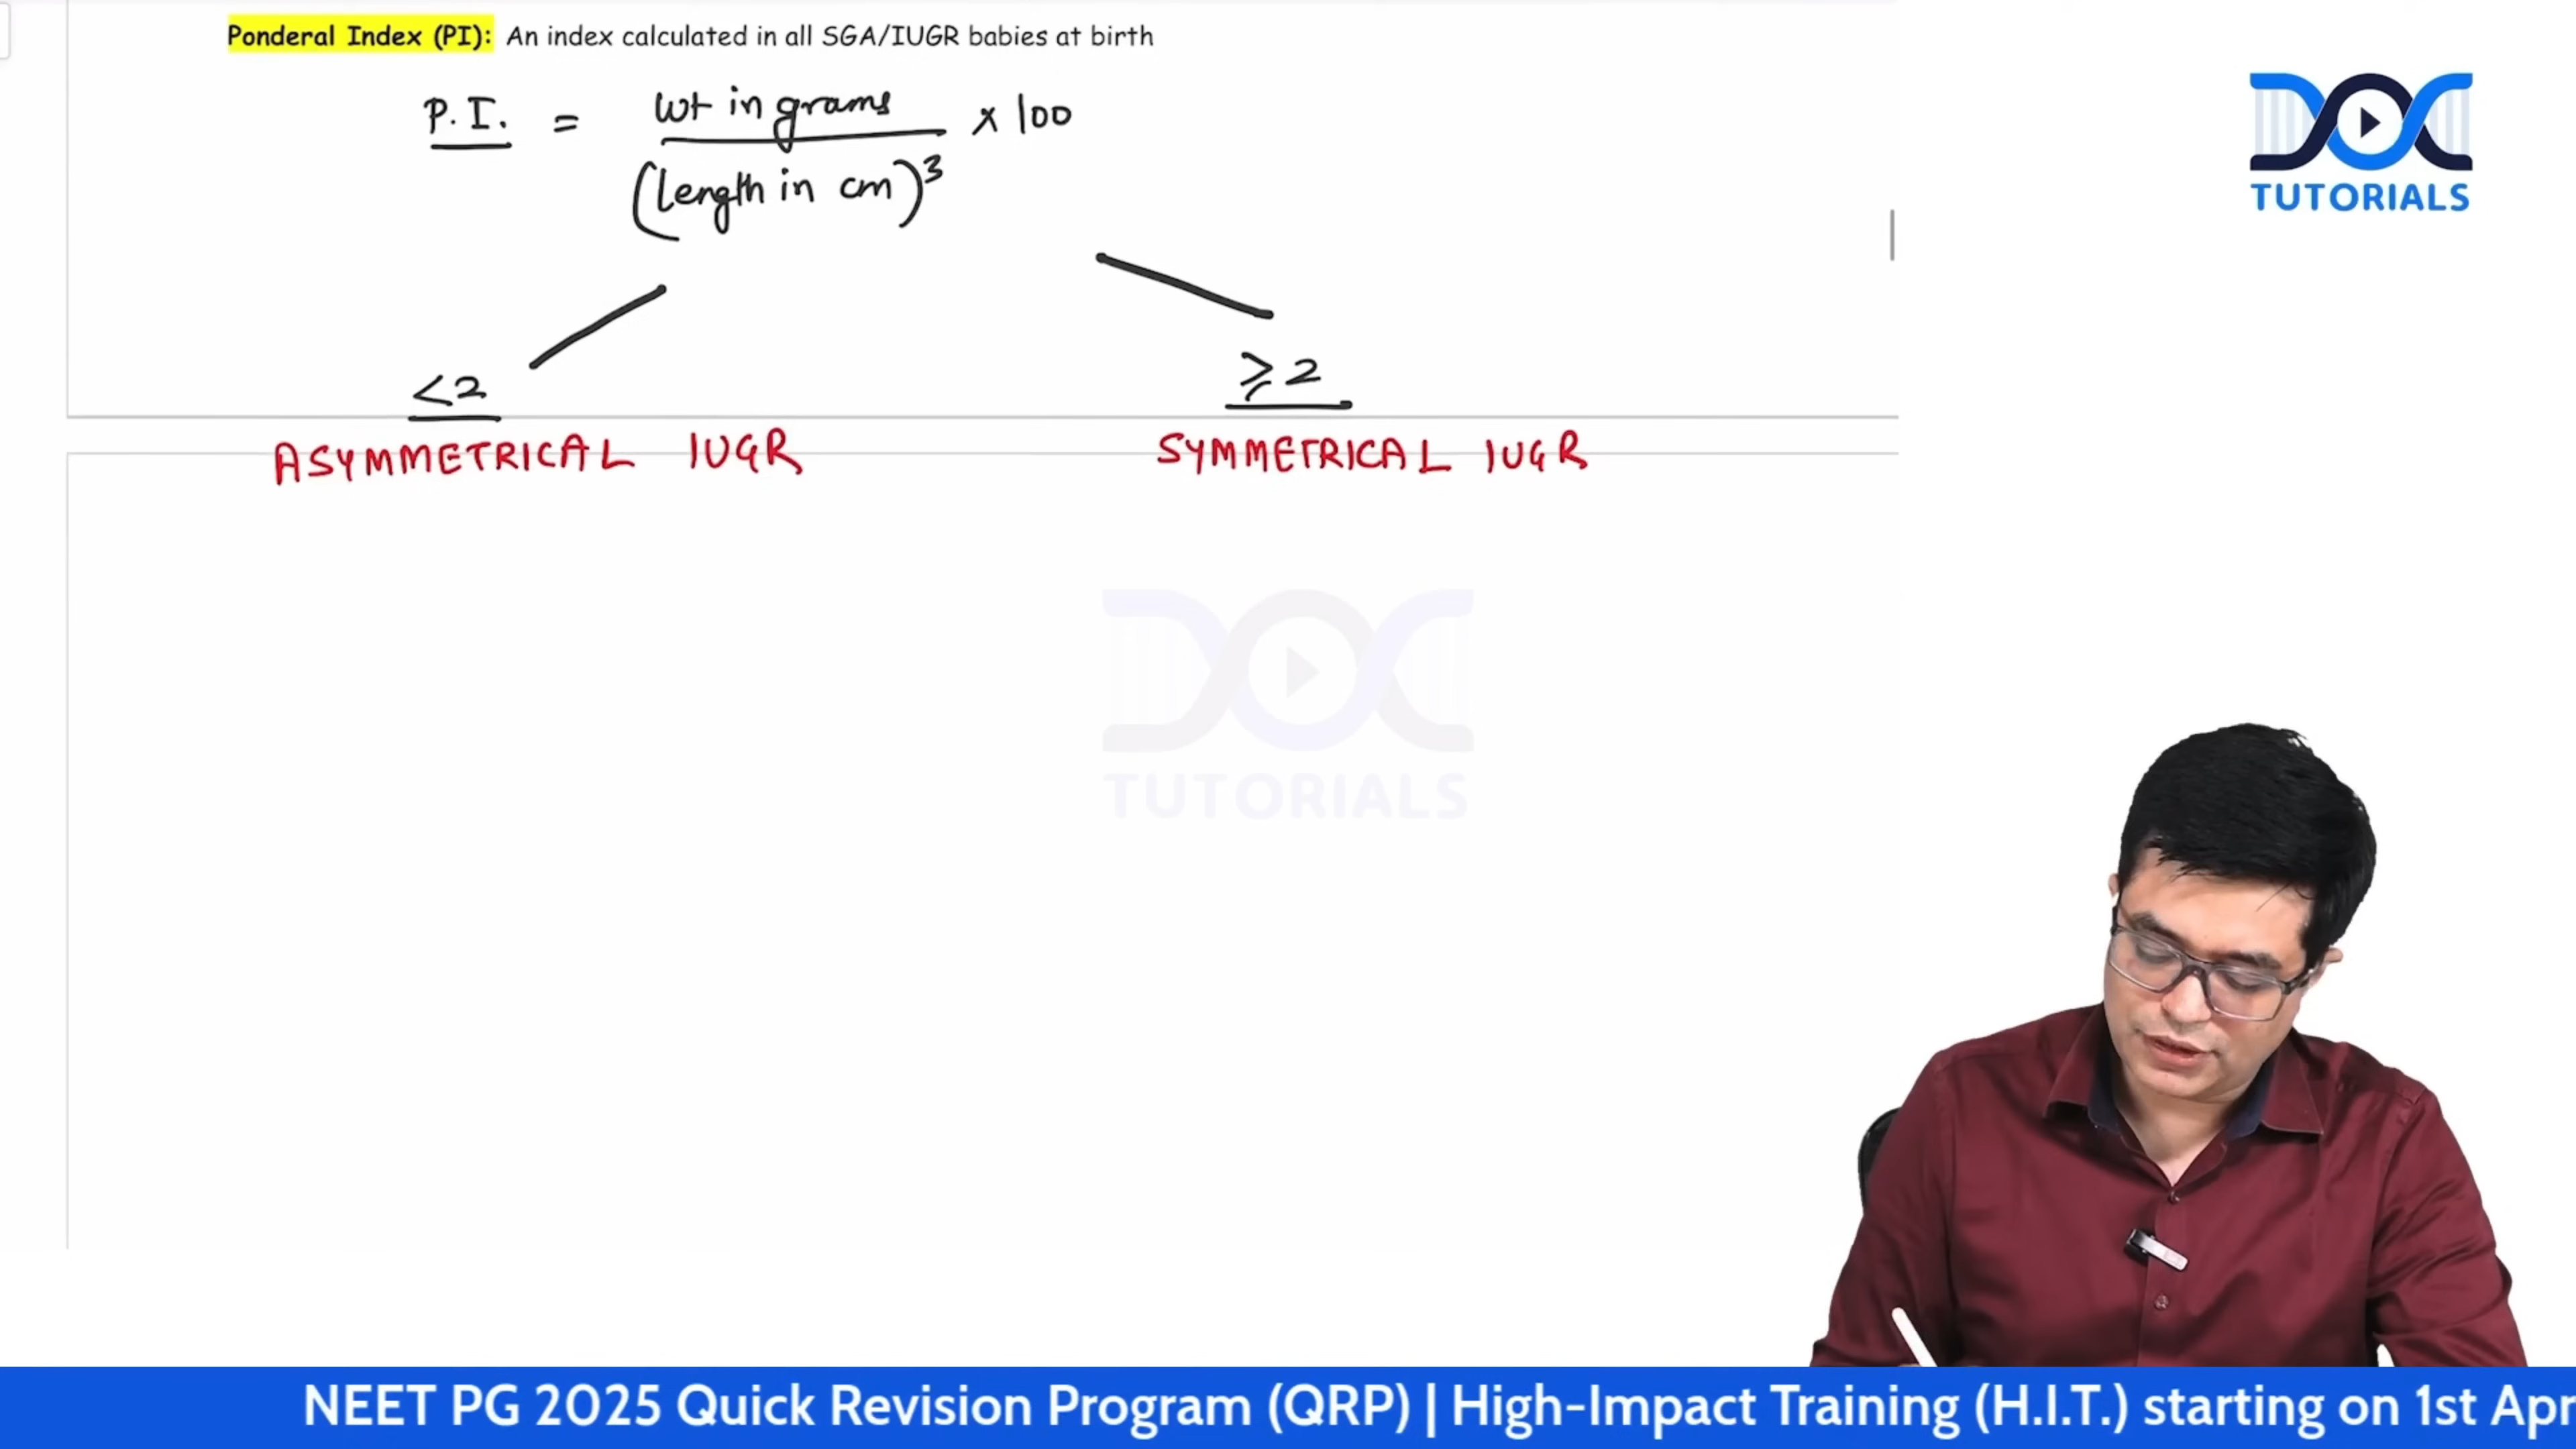 Ponderal Index (PI): An index calculated in all SGA/IUGR babies at birth
P.I. = wt in grams / (length in cm)³ × 100
<2
≥2
ASYMMETRICAL IUGR
SYMMETRICAL IUGR
DOC
TUTORIALS
DOC
TUTORIALS
NEET PG 2025 Quick Revision Program (QRP) | High-Impact Training (H.I.T.) starting on 1st Apr